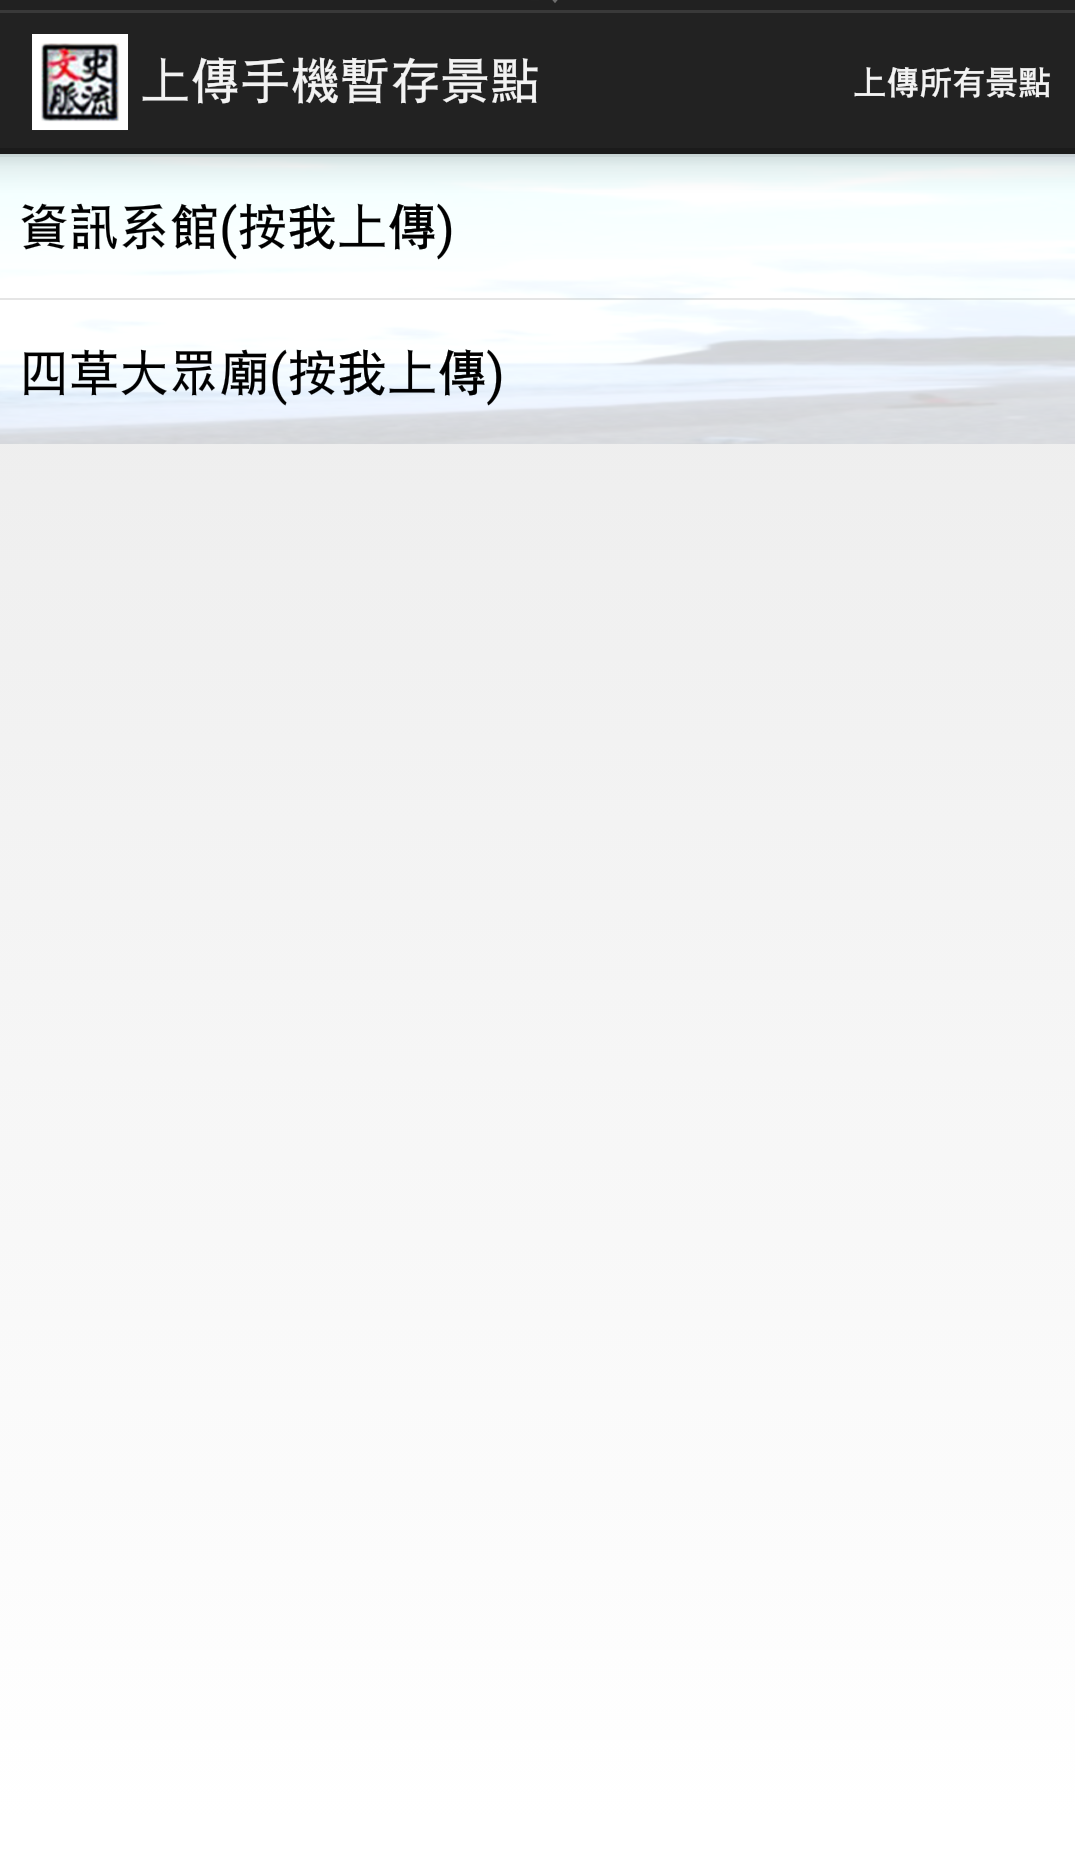 文史
脈流
上傳手機暫存景點
上傳所有景點
資訊系館(按我上傳)
四草大眾廟(按我上傳)